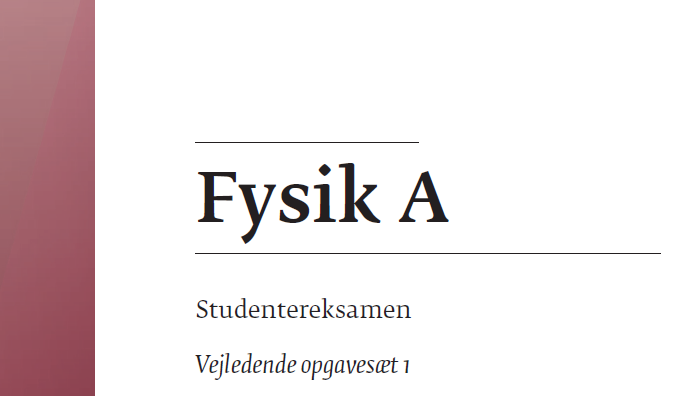 Fysik A
Studentereksamen
Vejledende opgavesæt 1